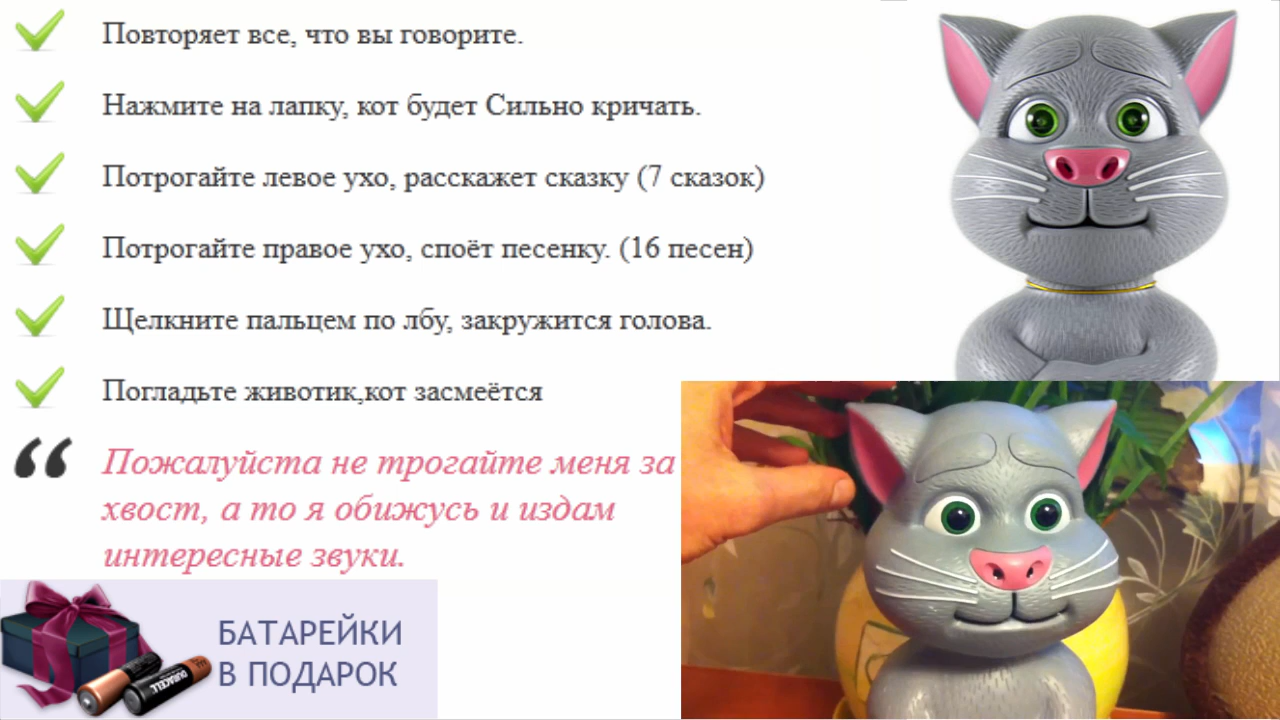 Повторяет все, что вы говорите.
Нажмите на лапку, кот будет Сильно кричать.
Потрогайте левое ухо, расскажет сказку (7 сказок)
Потрогайте правое ухо, споёт песенку. (16 песен)
Щелкните пальцем по лбу, закружится голова.
Погладьте животик,кот засмеётся
“ Пожалуйста не трогайте меня за
хвост, а то я обижусь и издам
интересные звуки.
БАТАРЕЙКИ
В ПОДАРОК
DURACELL